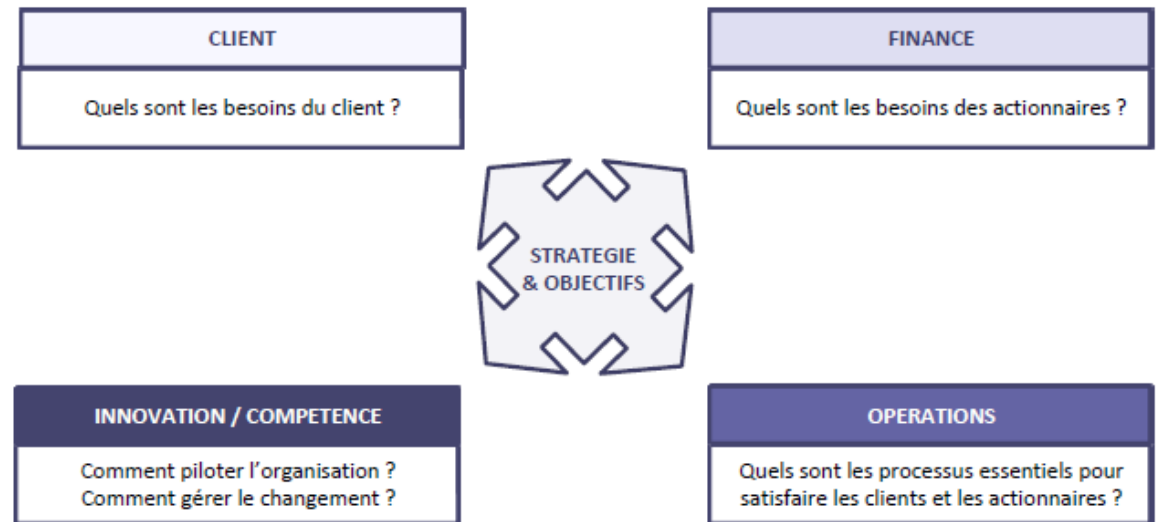 CLIENT
Quels sont les besoins du client ?
FINANCE
Quels sont les besoins des actionnaires ?
STRATEGIE
& OBJECTIFS
INNOVATION / COMPETENCE
Comment piloter l’organisation ?
Comment gérer le changement ?
OPERATIONS
Quels sont les processus essentiels pour
satisfaire les clients et les actionnaires ?